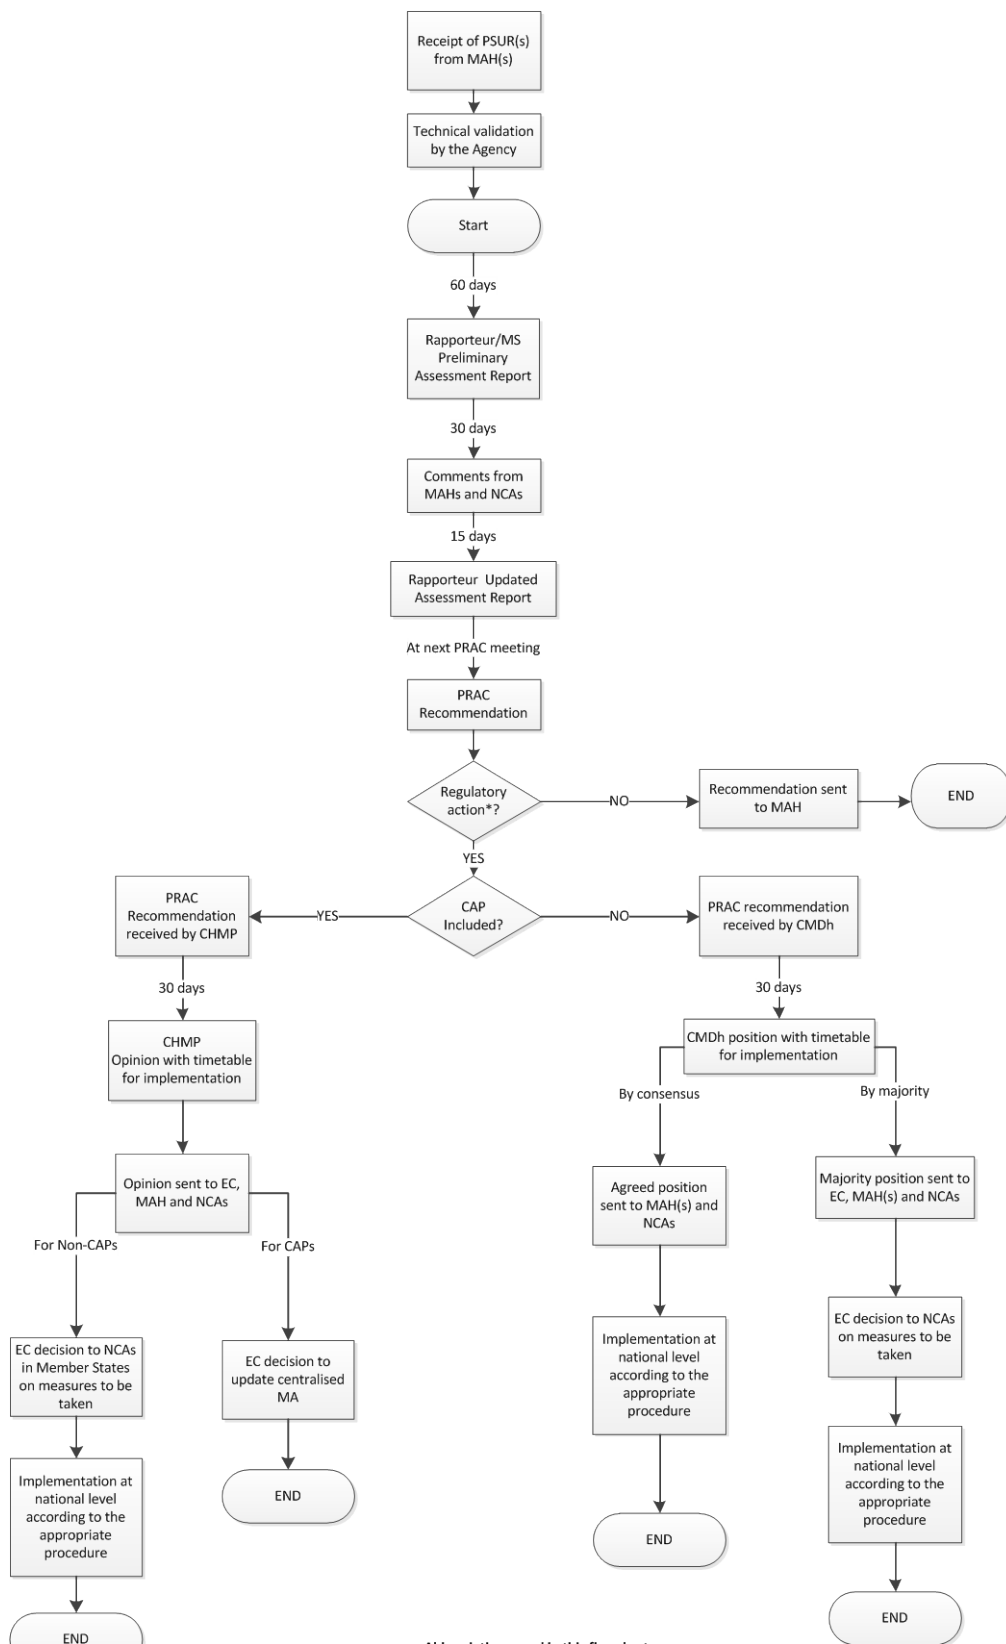 Receipt of PSUR(s)
from MAH(s)
Technical validation
by the Agency
Start
60 days
Rapporteur/MS
Preliminary
Assessment Report
30 days
Comments from
MAHs and NCAs
15 days
Rapporteur Updated
Assessment Report
At next PRAC meeting
PRAC
Recommendation
Regulatory
action*?
NO
Recommendation sent
to MAH
END
YES
CAP
Included?
YES
PRAC
Recommendation
received by CHMP
NO
PRAC recommendation
received by CMDh
30 days
CHMP
Opinion with timetable
for implementation
Opinion sent to EC,
MAH and NCAs
For Non-CAPs
For CAPs
EC decision to NCAs
in Member States
on measures to be
taken
Implementation at
national level
according to the
appropriate
procedure
END
EC decision to
update centralised
MA
END
30 days
CMDh position with timetable
for implementation
By consensus
By majority
Agreed position
sent to MAH(s) and
NCAs
Implementation at
national level
according to the
appropriate
procedure
END
Majority position sent to
EC, MAH(s) and NCAs
EC decision to NCAs
on measures to be
taken
Implementation at
national level
according to the
appropriate
procedure
END